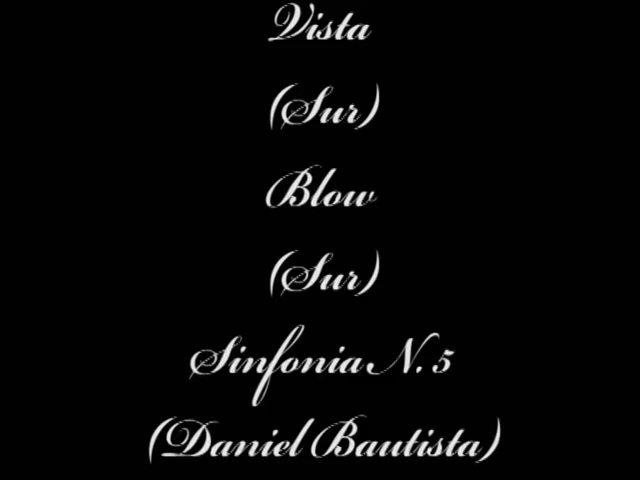 Vista
(Sur)
Blow
(Sur)
Sinfonia N. 5
(Daniel Bautista)